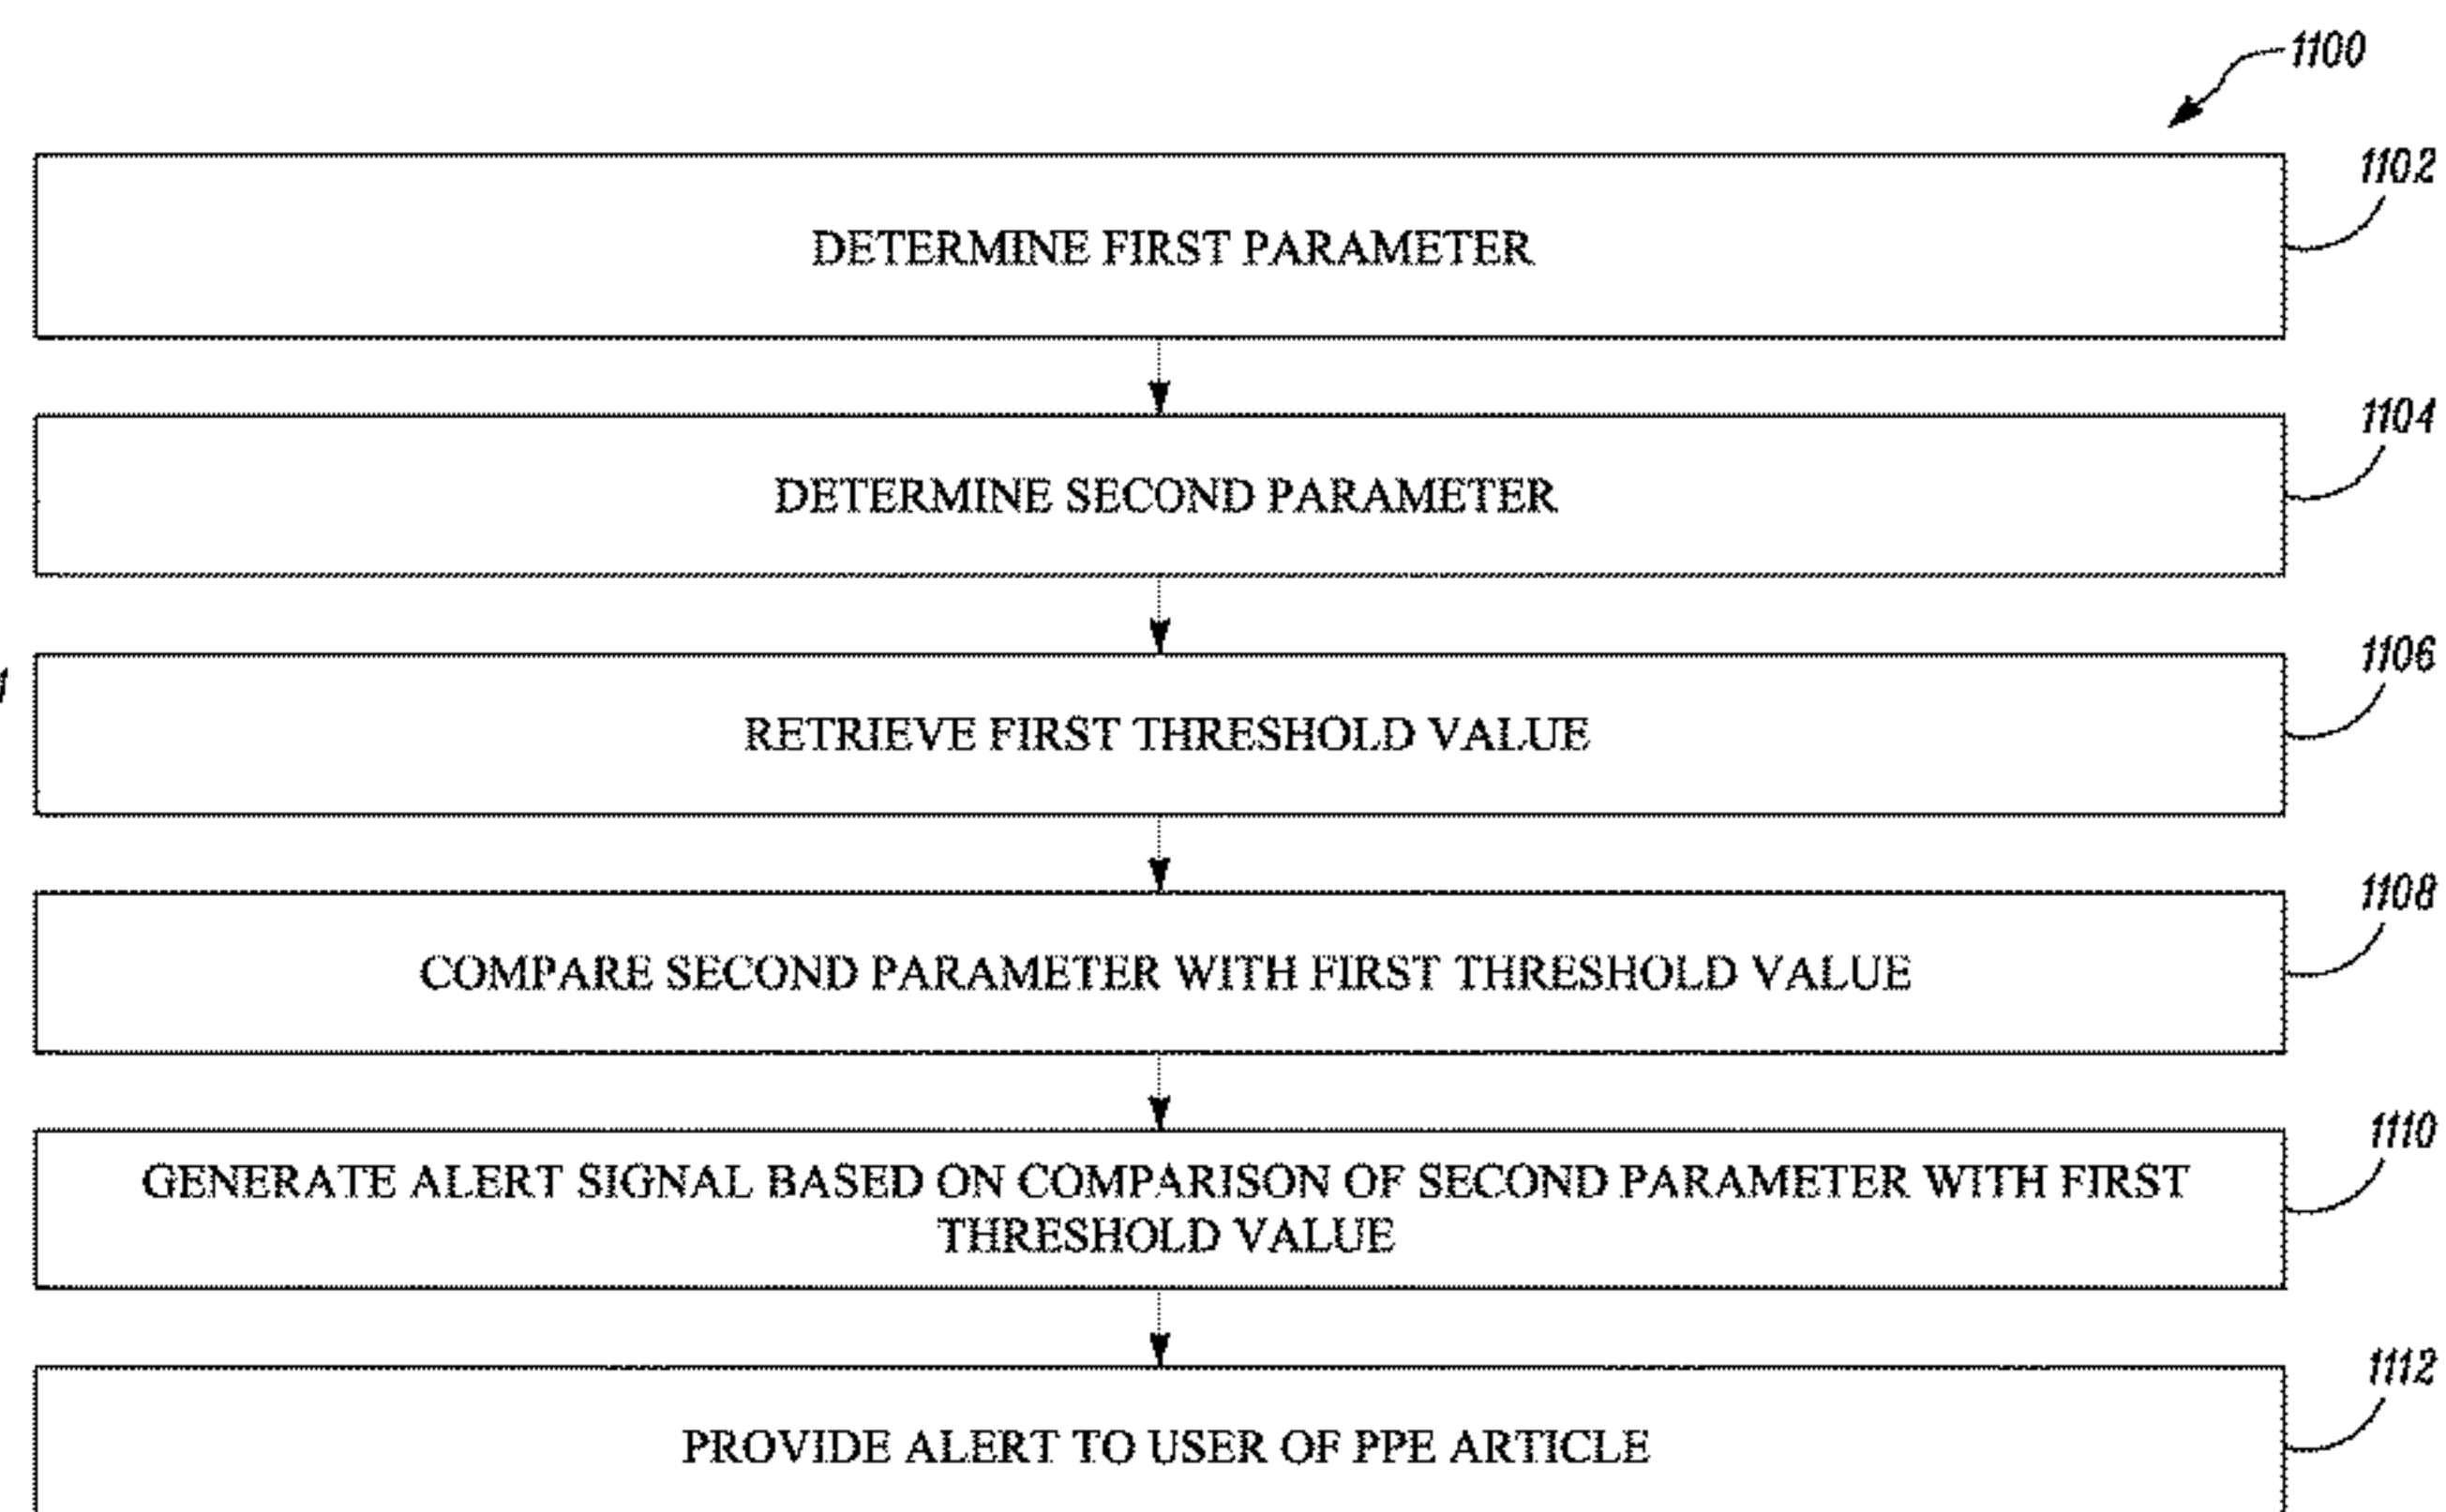 1100
1102
DETERMINE FIRST PARAMETER
1104
DETERMINE SECOND PARAMETER
1106
RETRIEVE FIRST THRESHOLD VALUE
1108
COMPARE SECOND PARAMETER WITH FIRST THRESHOLD VALUE
1110
GENERATE ALERT SIGNAL BASED ON COMPARISON OF SECOND PARAMETER WITH FIRST
THRESHOLD VALUE
1112
PROVIDE ALERT TO USER OF PPE ARTICLE